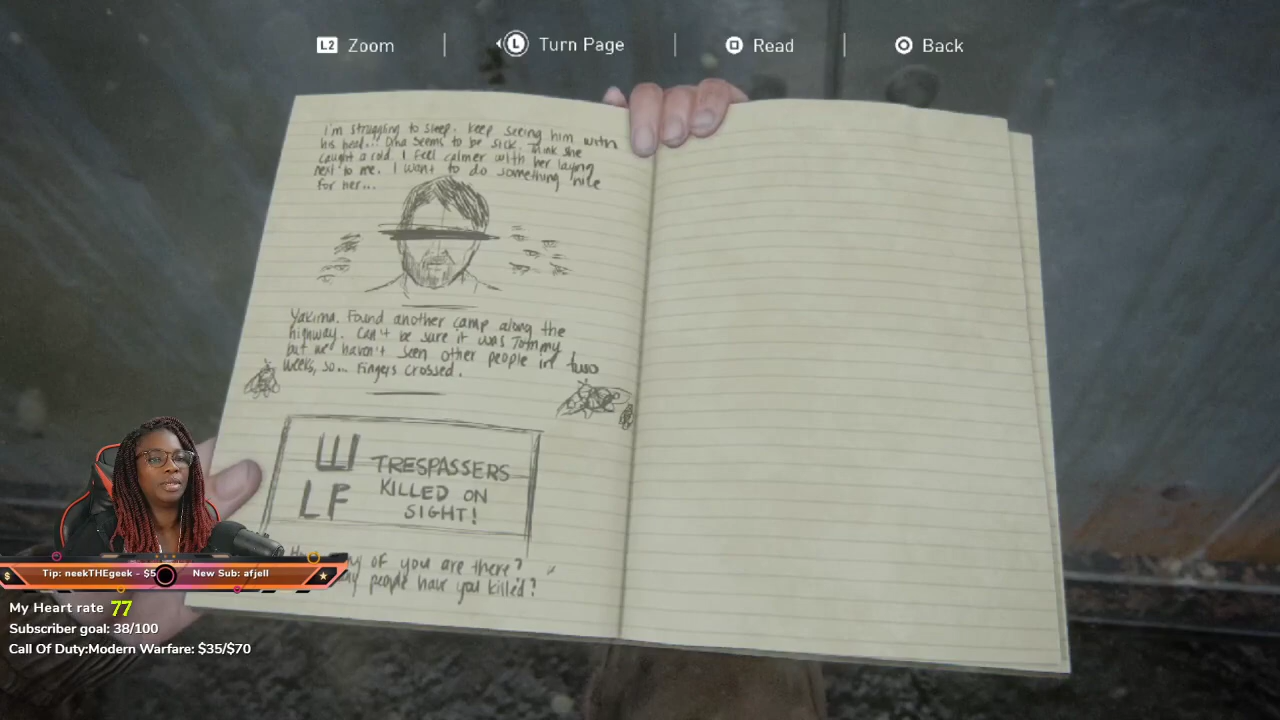 L2 Zoom
L Turn Page
Read
Back
I'm struggling to sleep. Keep seeing him with
his head... Dina seems to be sick. Think she
caught a cold. I feel calmer with her laying
next to me. I want to do something nice
for her...
Yakima. Found another camp along the
highway. Can't be sure it was Tommy
but we haven't seen other people in two
weeks, so... Fingers crossed.
W
LF
TRESPASSERS
KILLED ON
SIGHT!
of you are there?
people have you killed?
Tip: neekTHEgeek - $5
New Sub: afjell
My Heart rate 77
Subscriber goal: 38/100
Call Of Duty:Modern Warfare: $35/$70